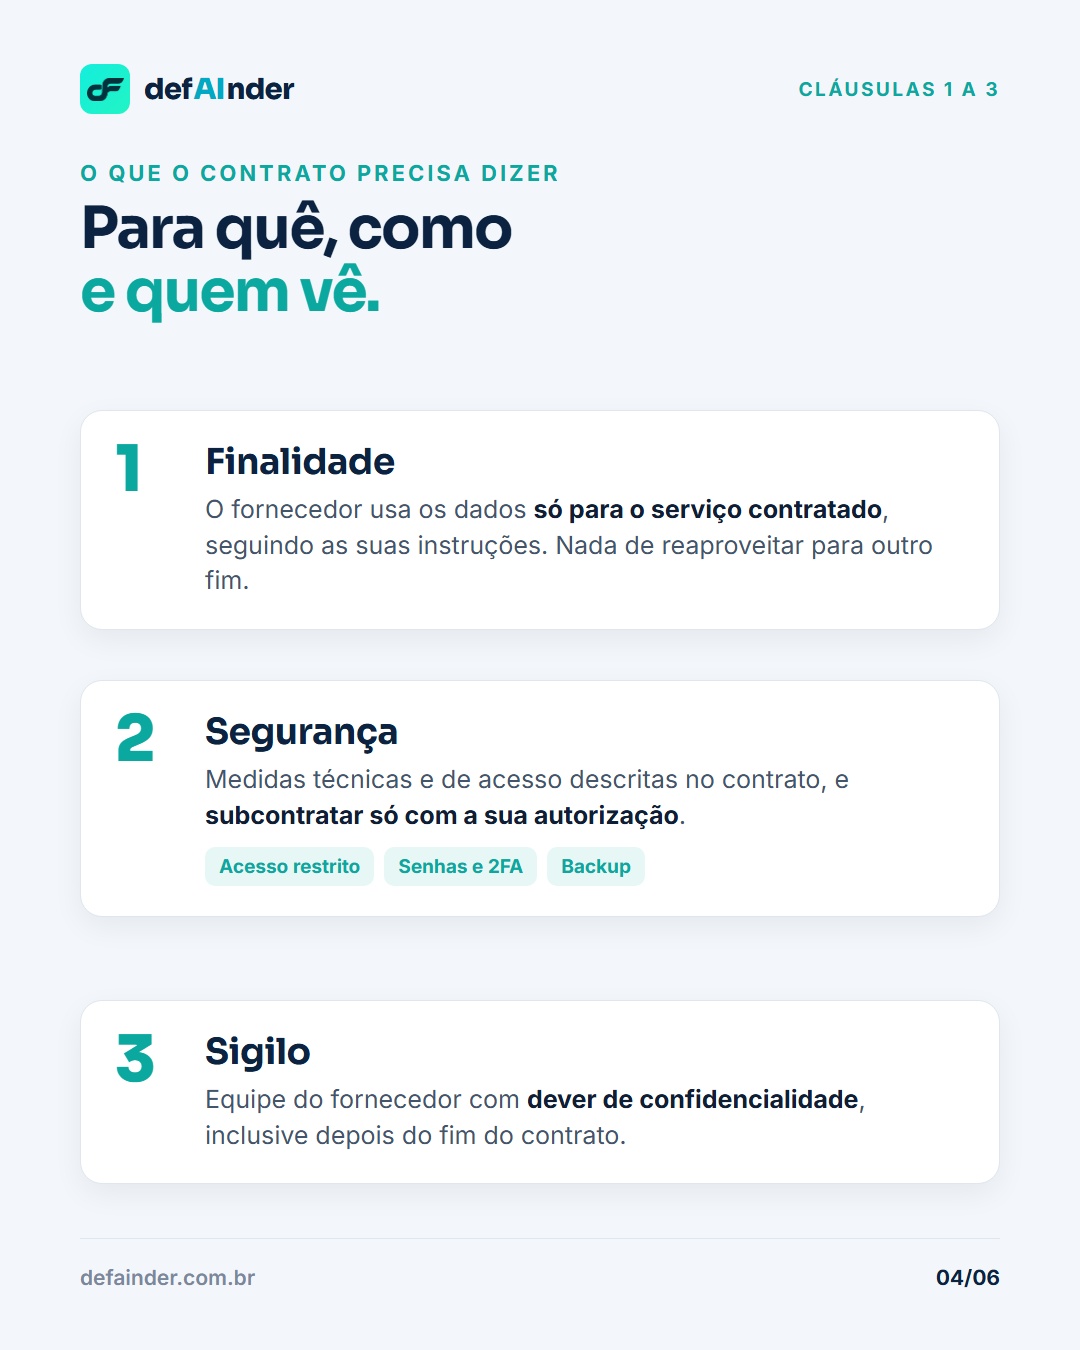 defAInder
CLÁUSULAS 1 A 3
O QUE O CONTRATO PRECISA DIZER
Para quê, como
e quem vê.
1
Finalidade
O fornecedor usa os dados só para o serviço contratado,
seguindo as suas instruções. Nada de reaproveitar para outro
fim.
2
Segurança
Medidas técnicas e de acesso descritas no contrato, e
subcontratar só com a sua autorização.
Acesso restrito
Senhas e 2FA
Backup
3
Sigilo
Equipe do fornecedor com dever de confidencialidade,
inclusive depois do fim do contrato.
defainder.com.br
04/06